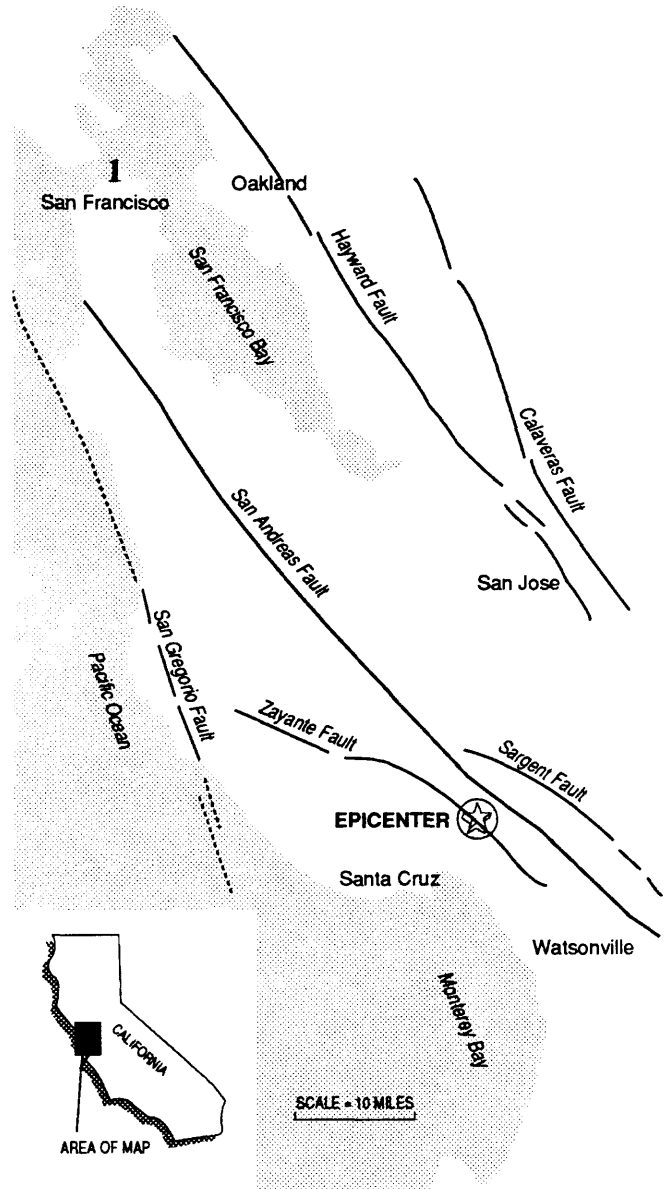 1
San Francisco
Oakland
San Francisco Bay
Hayward Fault
Calaveras Fault
San Andreas Fault
San Jose
San Gregorio Fault
Pacific Ocean
Zayante Fault
Sargent Fault
EPICENTER
Santa Cruz
Watsonville
Monterey Bay
CALIFORNIA
SCALE = 10 MILES
AREA OF MAP